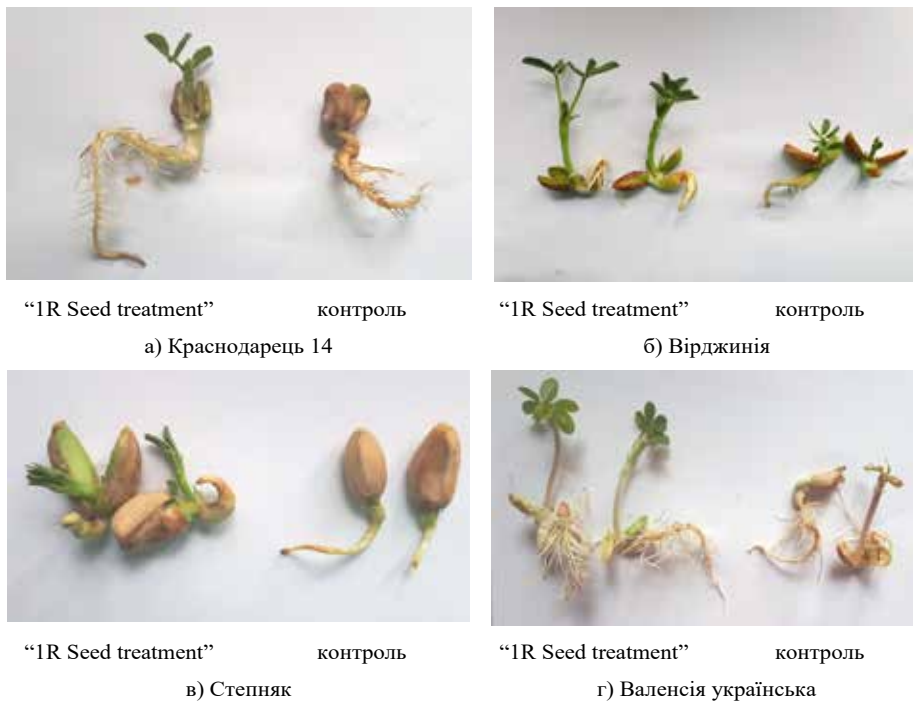 “1R Seed treatment” контроль
а) Краснодарець 14
“1R Seed treatment” контроль
б) Вірджинія
“1R Seed treatment” контроль
в) Степняк
“1R Seed treatment” контроль
г) Валенсія українська